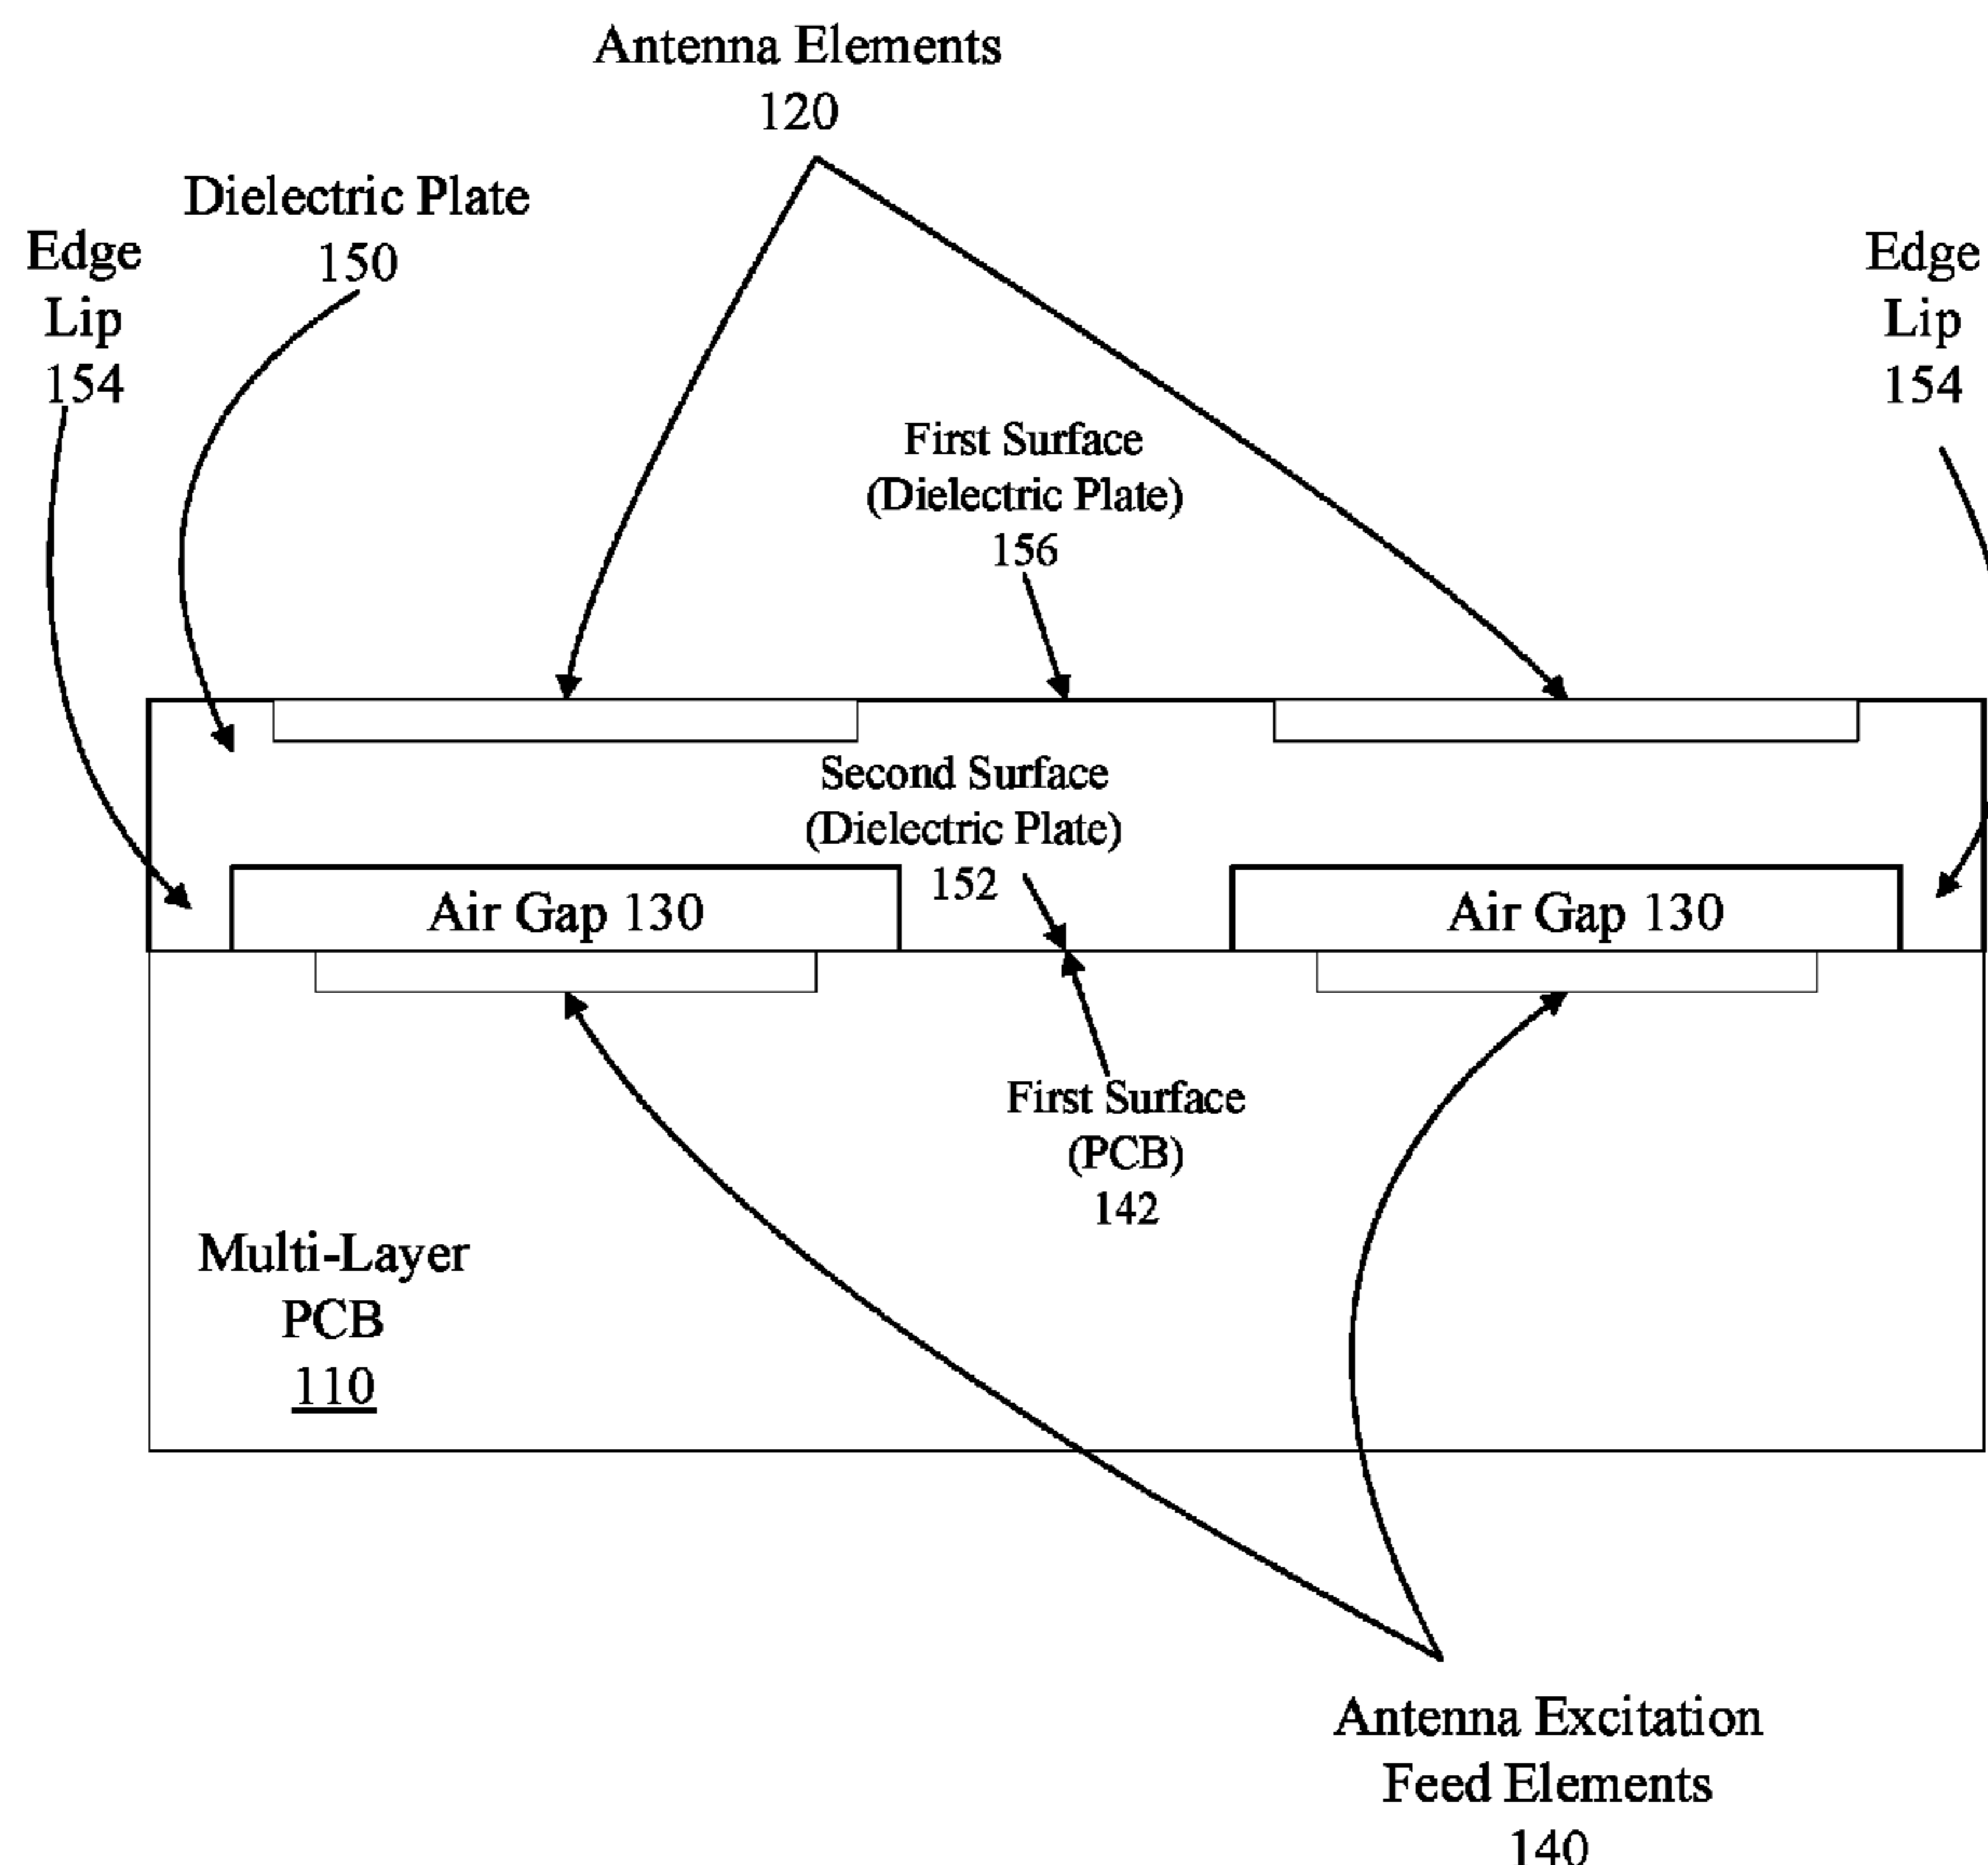 Antenna Elements
120
Dielectric Plate
150
Edge
Lip
154
Edge
Lip
154
First Surface
(Dielectric Plate)
156
Second Surface
(Dielectric Plate)
152
Air Gap 130
Air Gap 130
First Surface
(PCB)
142
Multi-Layer
PCB
110
Antenna Excitation
Feed Elements
140